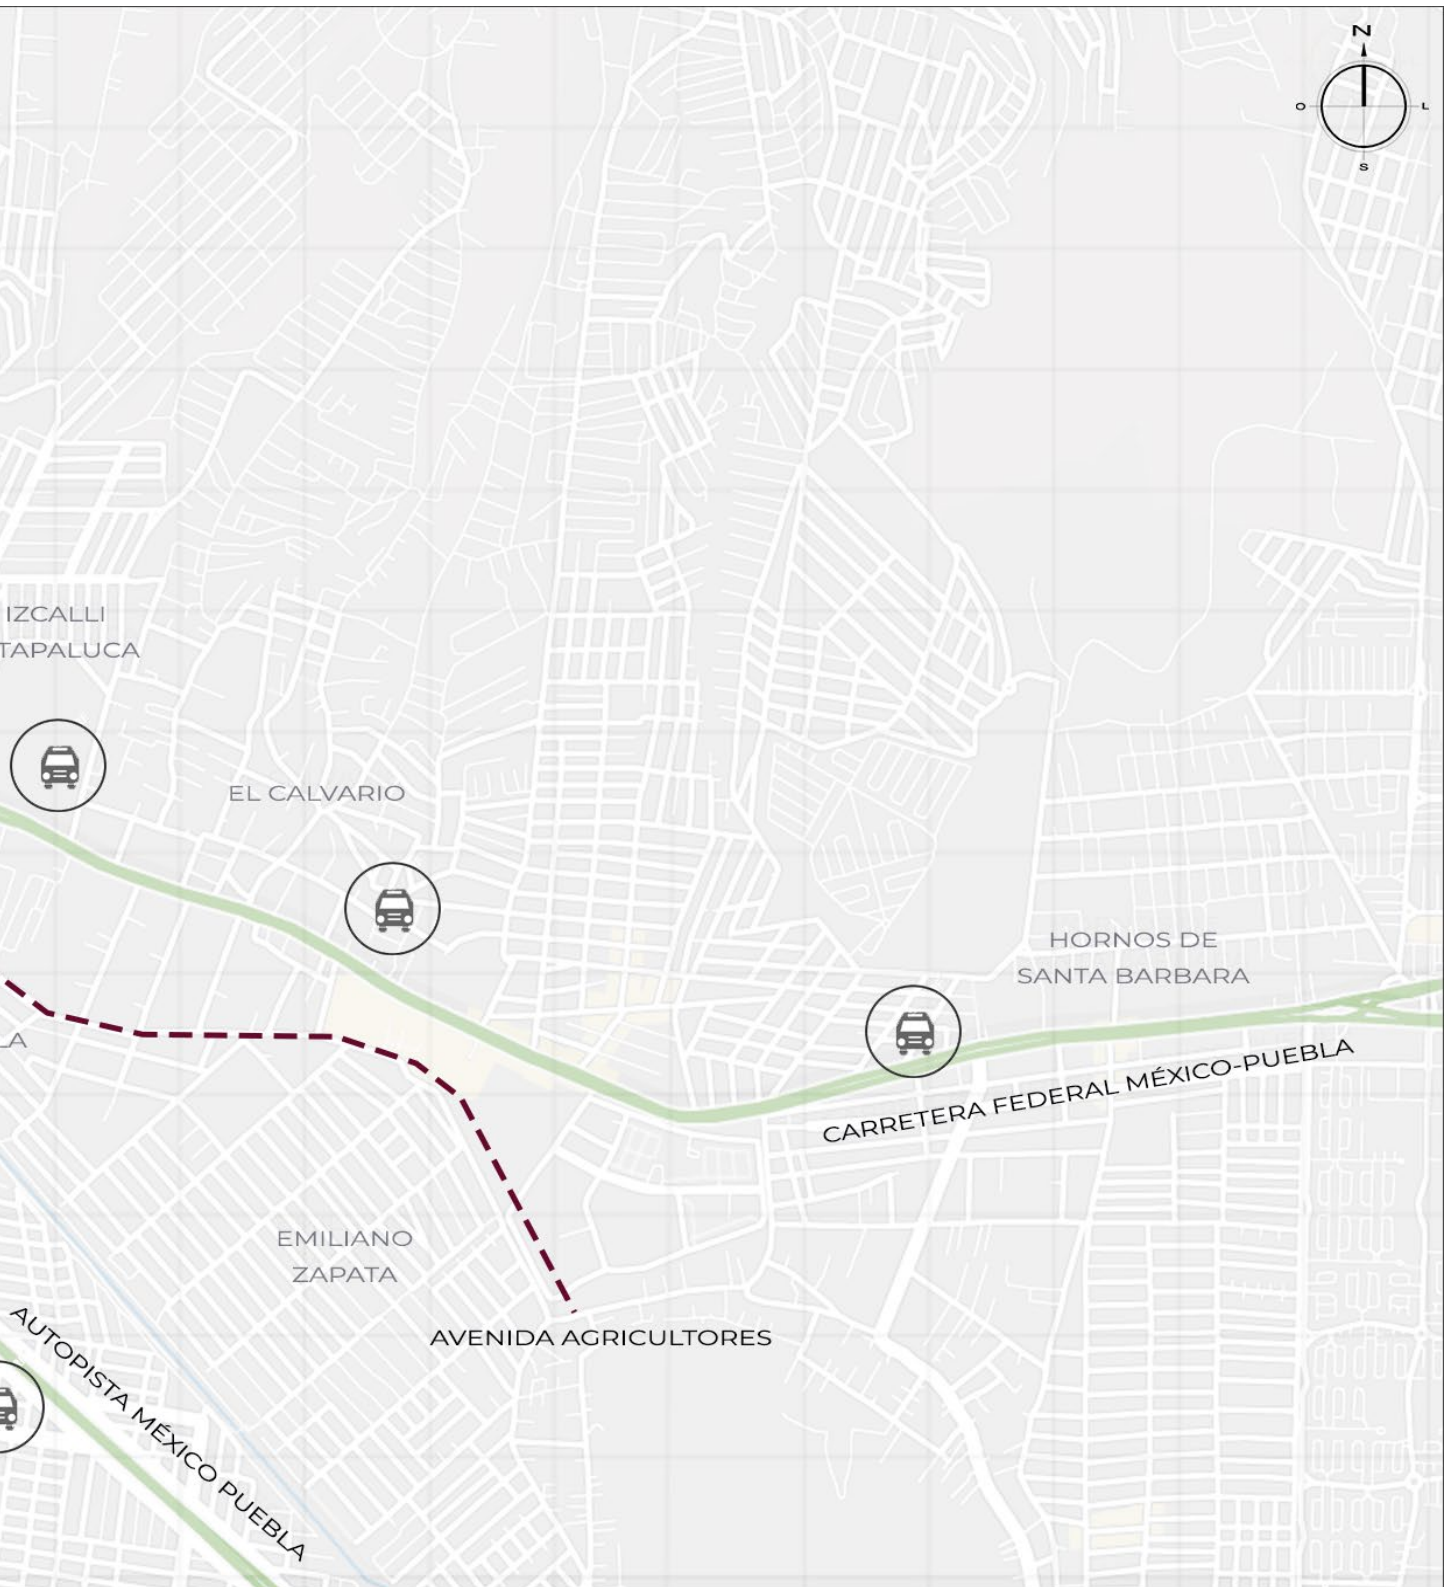 N
O
L
S
IZCALLI
TAPALUCA
EL CALVARIO
HORNOS DE
SANTA BARBARA
LA
CARRETERA FEDERAL MÉXICO-PUEBLA
EMILIANO
ZAPATA
AVENIDA AGRICULTORES
AUTOPISTA MÉXICO PUEBLA